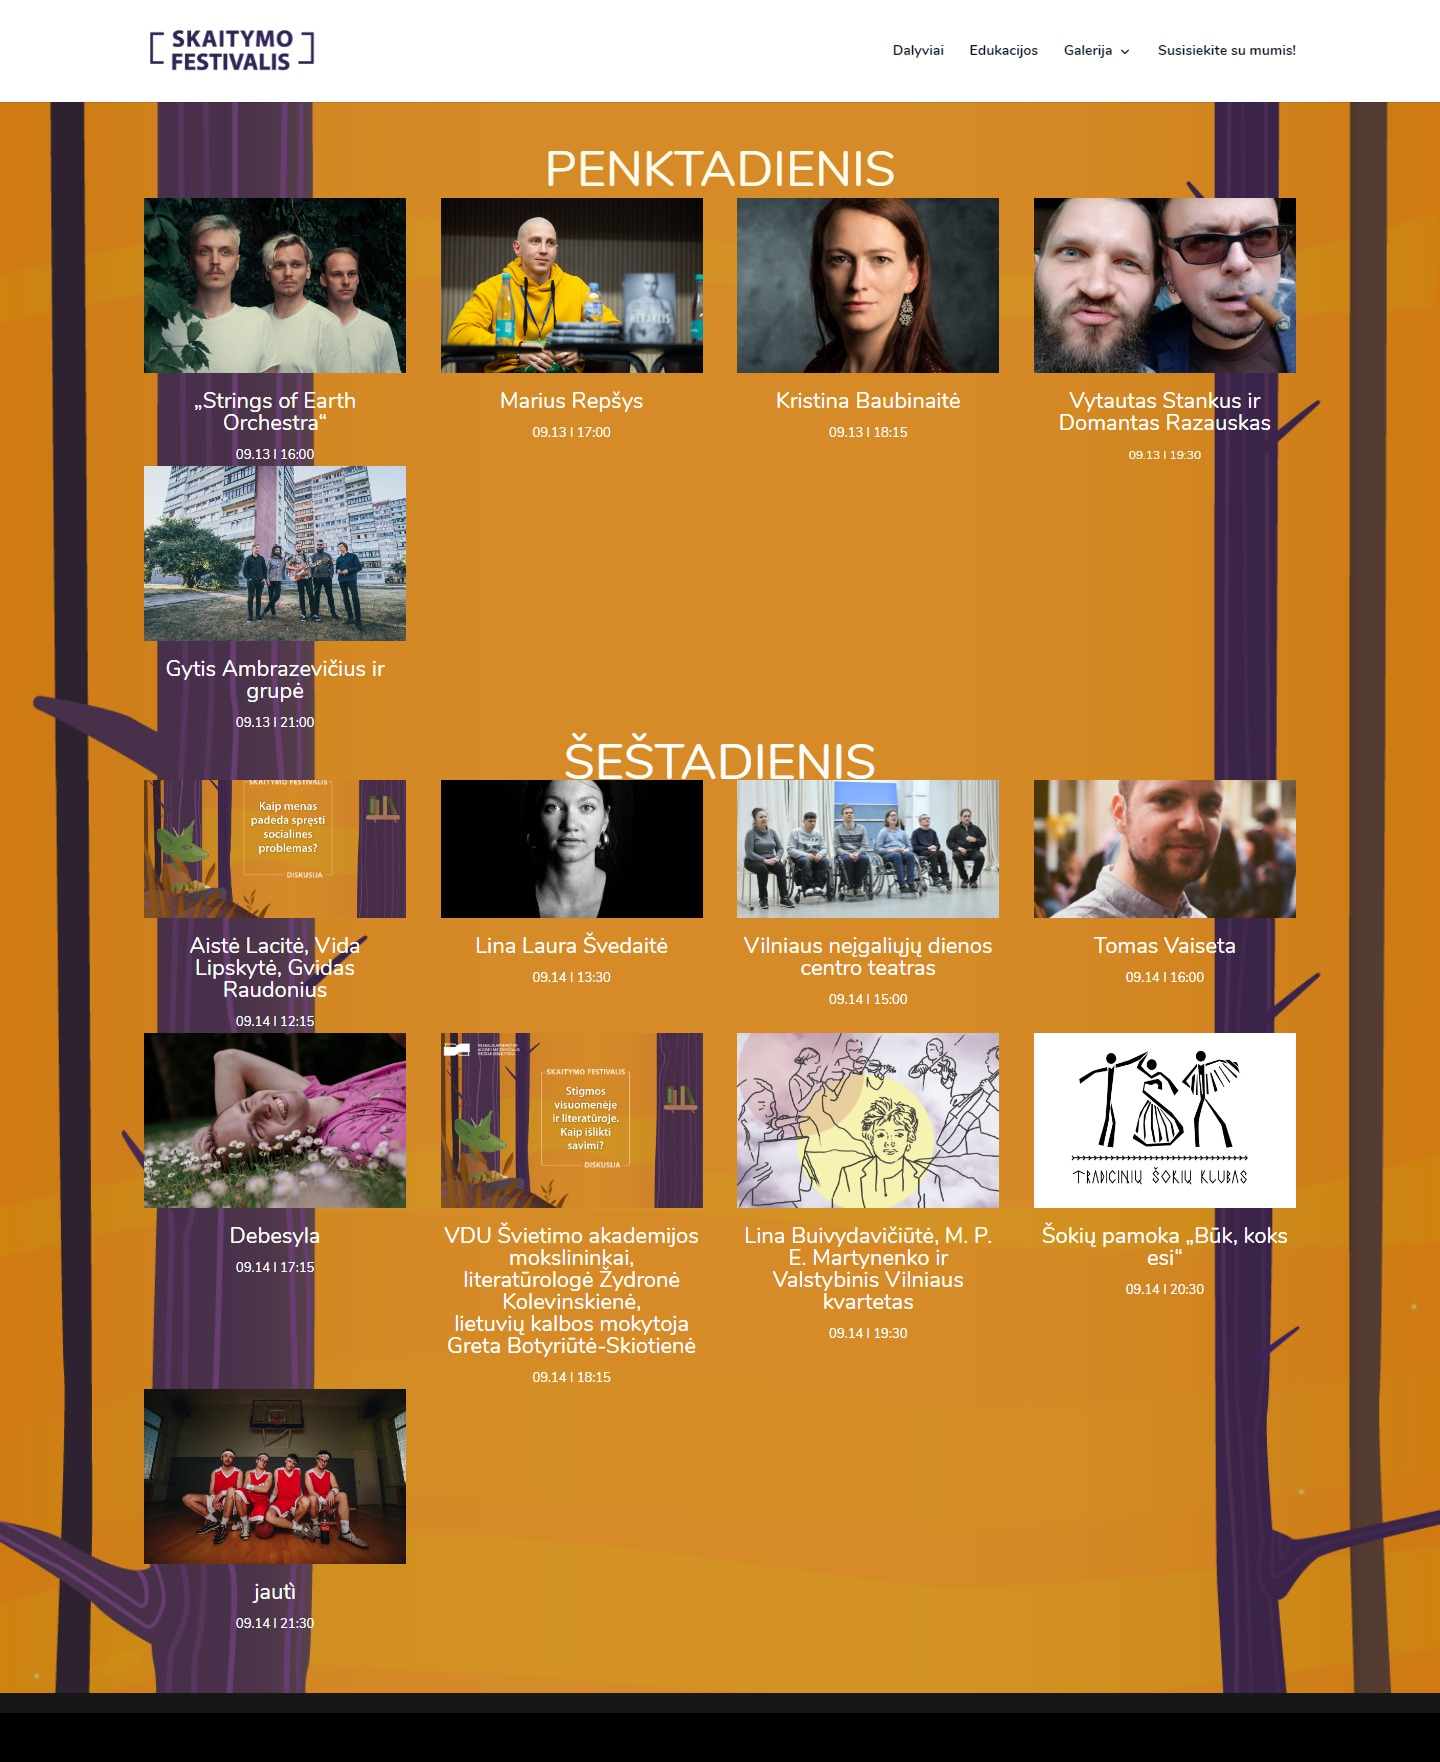 SKAITYMO
FESTIVALIS
Dalyviai
Edukacijos
Galerija
Susisiekite su mumis!
PENKTADIENIS
„Strings of Earth
Orchestra“
09.13 | 16:00
Marius Repšys
09.13 | 17:00
Kristina Baubinaitė
09.13 | 18:15
Vytautas Stankus ir
Domantas Razauskas
09.13 | 19:30
Gytis Ambrazevičius ir
grupė
09.13 | 21:00
ŠEŠTADIENIS
SKAITYMO FESTIVALIS
Kaip menas
padeda spręsti
socialines
problemas?
DISKUSIJA
Aistė Lacitė, Vida
Lipskytė, Gvidas
Raudonius
09.14 | 12:15
Lina Laura Švedaitė
09.14 | 13:30
Vilniaus neįgaliųjų dienos
centro teatras
09.14 | 15:00
Tomas Vaiseta
09.14 | 16:00
Debesyla
09.14 | 17:15
SKAITYMO FESTIVALIS
Stigmos
visuomenėje
ir literatūroje.
Kaip išlikti
savimi?
DISKUSIJA
VDU Švietimo akademijos
mokslininkai,
literatūrologė Žydronė
Kolevinskienė,
lietuvių kalbos mokytoja
Greta Botyriūtė-Skiotienė
09.14 | 18:15
Lina Buivydavičiūtė, M. P.
E. Martynenko ir
Valstybinis Vilniaus
kvartetas
09.14 | 19:30
TRADICINIŲ ŠOKIŲ KLUBAS
Šokių pamoka „Būk, koks
esi“
09.14 | 20:30
jautì
09.14 | 21:30